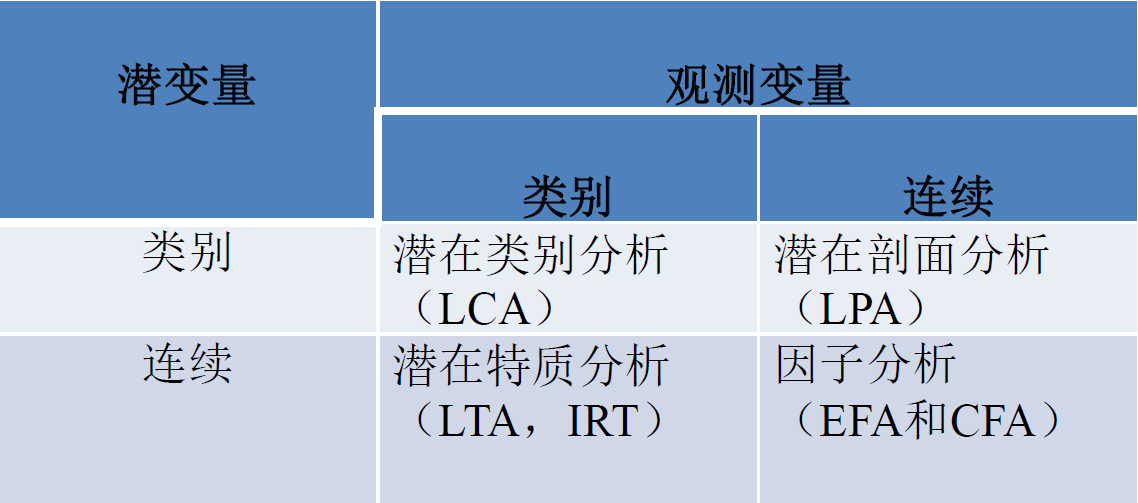 潜变量
观测变量
类别
连续
类别
潜在类别分析
（LCA）
潜在剖面分析
（LPA）
连续
潜在特质分析
（LTA，IRT）
因子分析
（EFA和CFA）